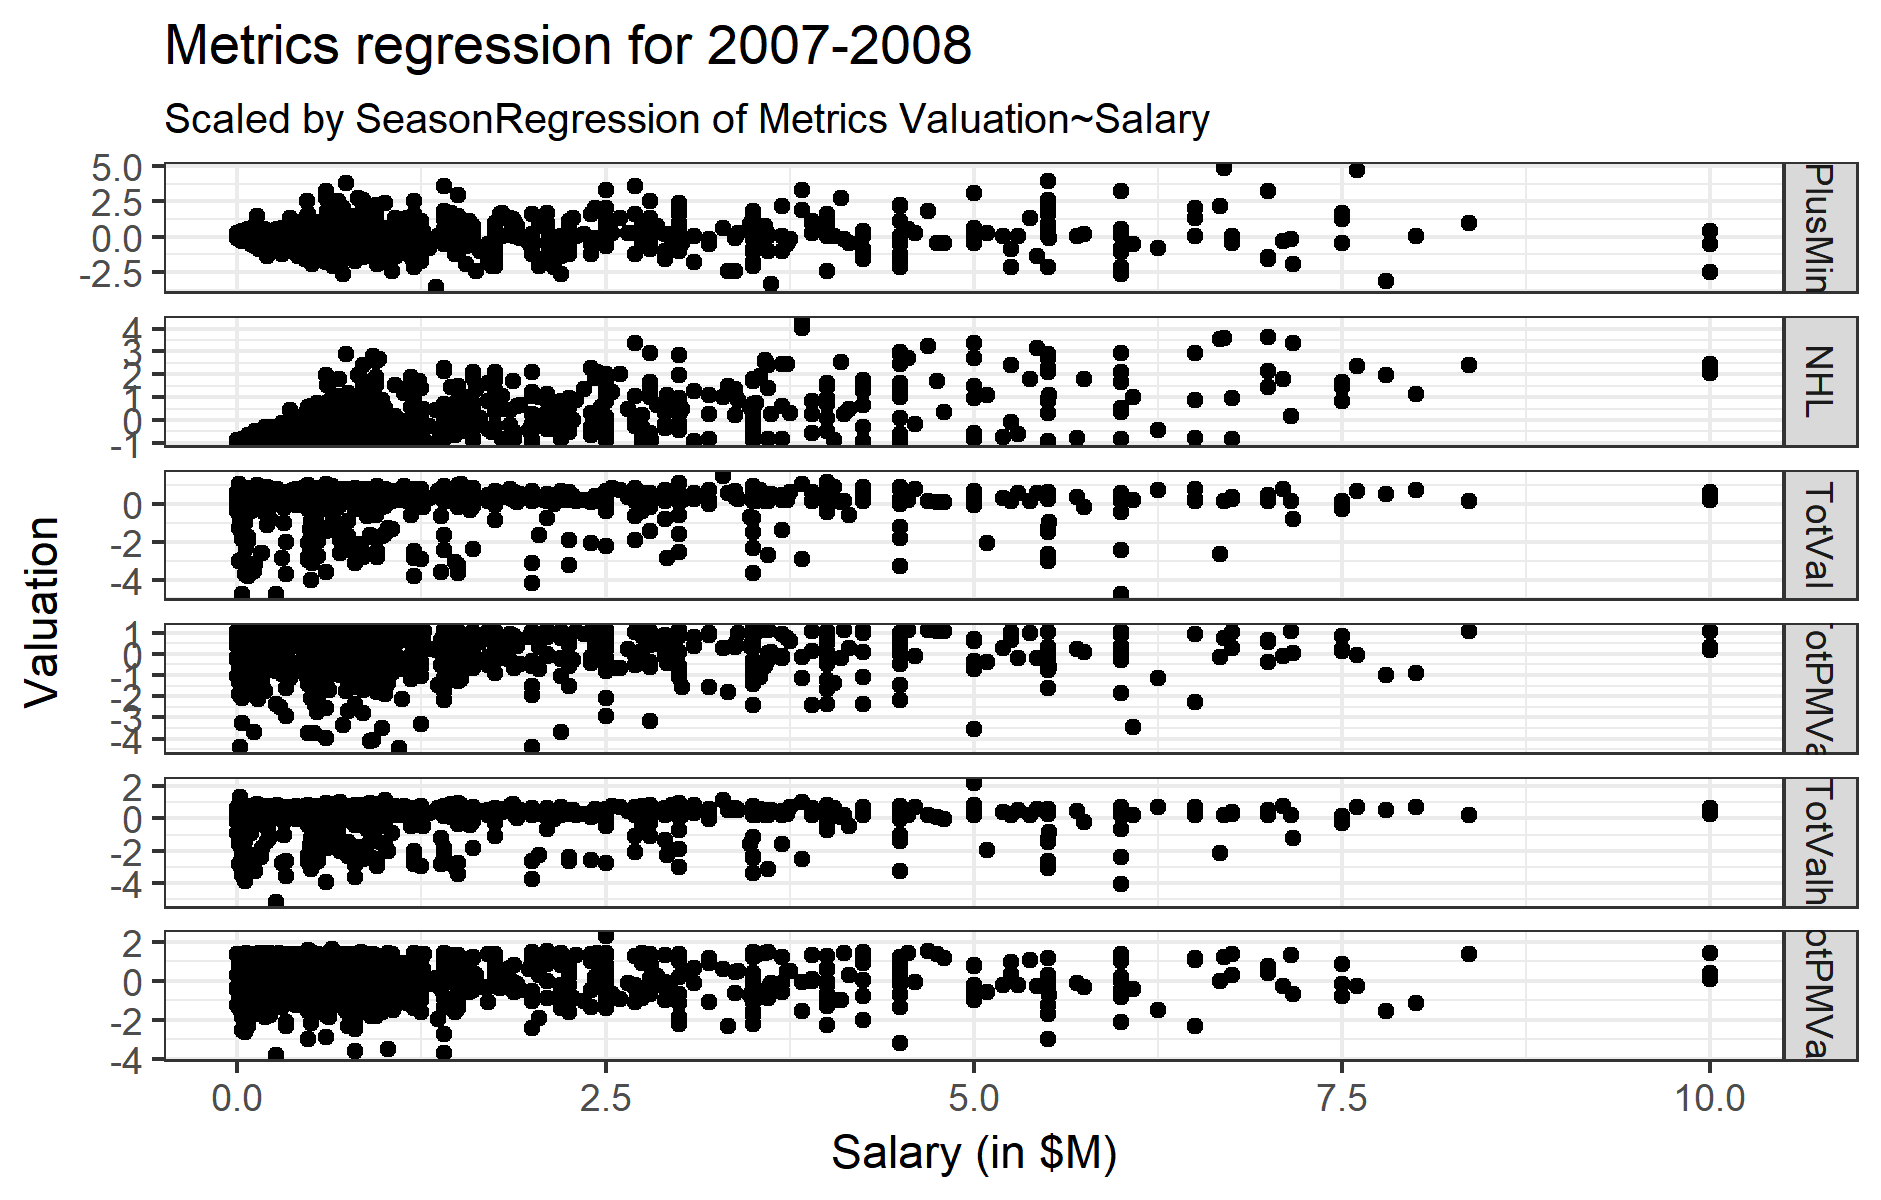 Metrics regression for 2007-2008
Scaled by SeasonRegression of Metrics Valuation~Salary
Valuation
5.0
2.5
0.0
-2.5
PlusMin
4
3
2
1
0
-1
NHL
0
-2
-4
TotVal
1
0
-1
-2
-3
-4
otPMVa
2
0
-2
-4
TotValh
2
0
-2
-4
otPMVa
0.0 2.5 5.0 7.5 10.0
Salary (in $M)